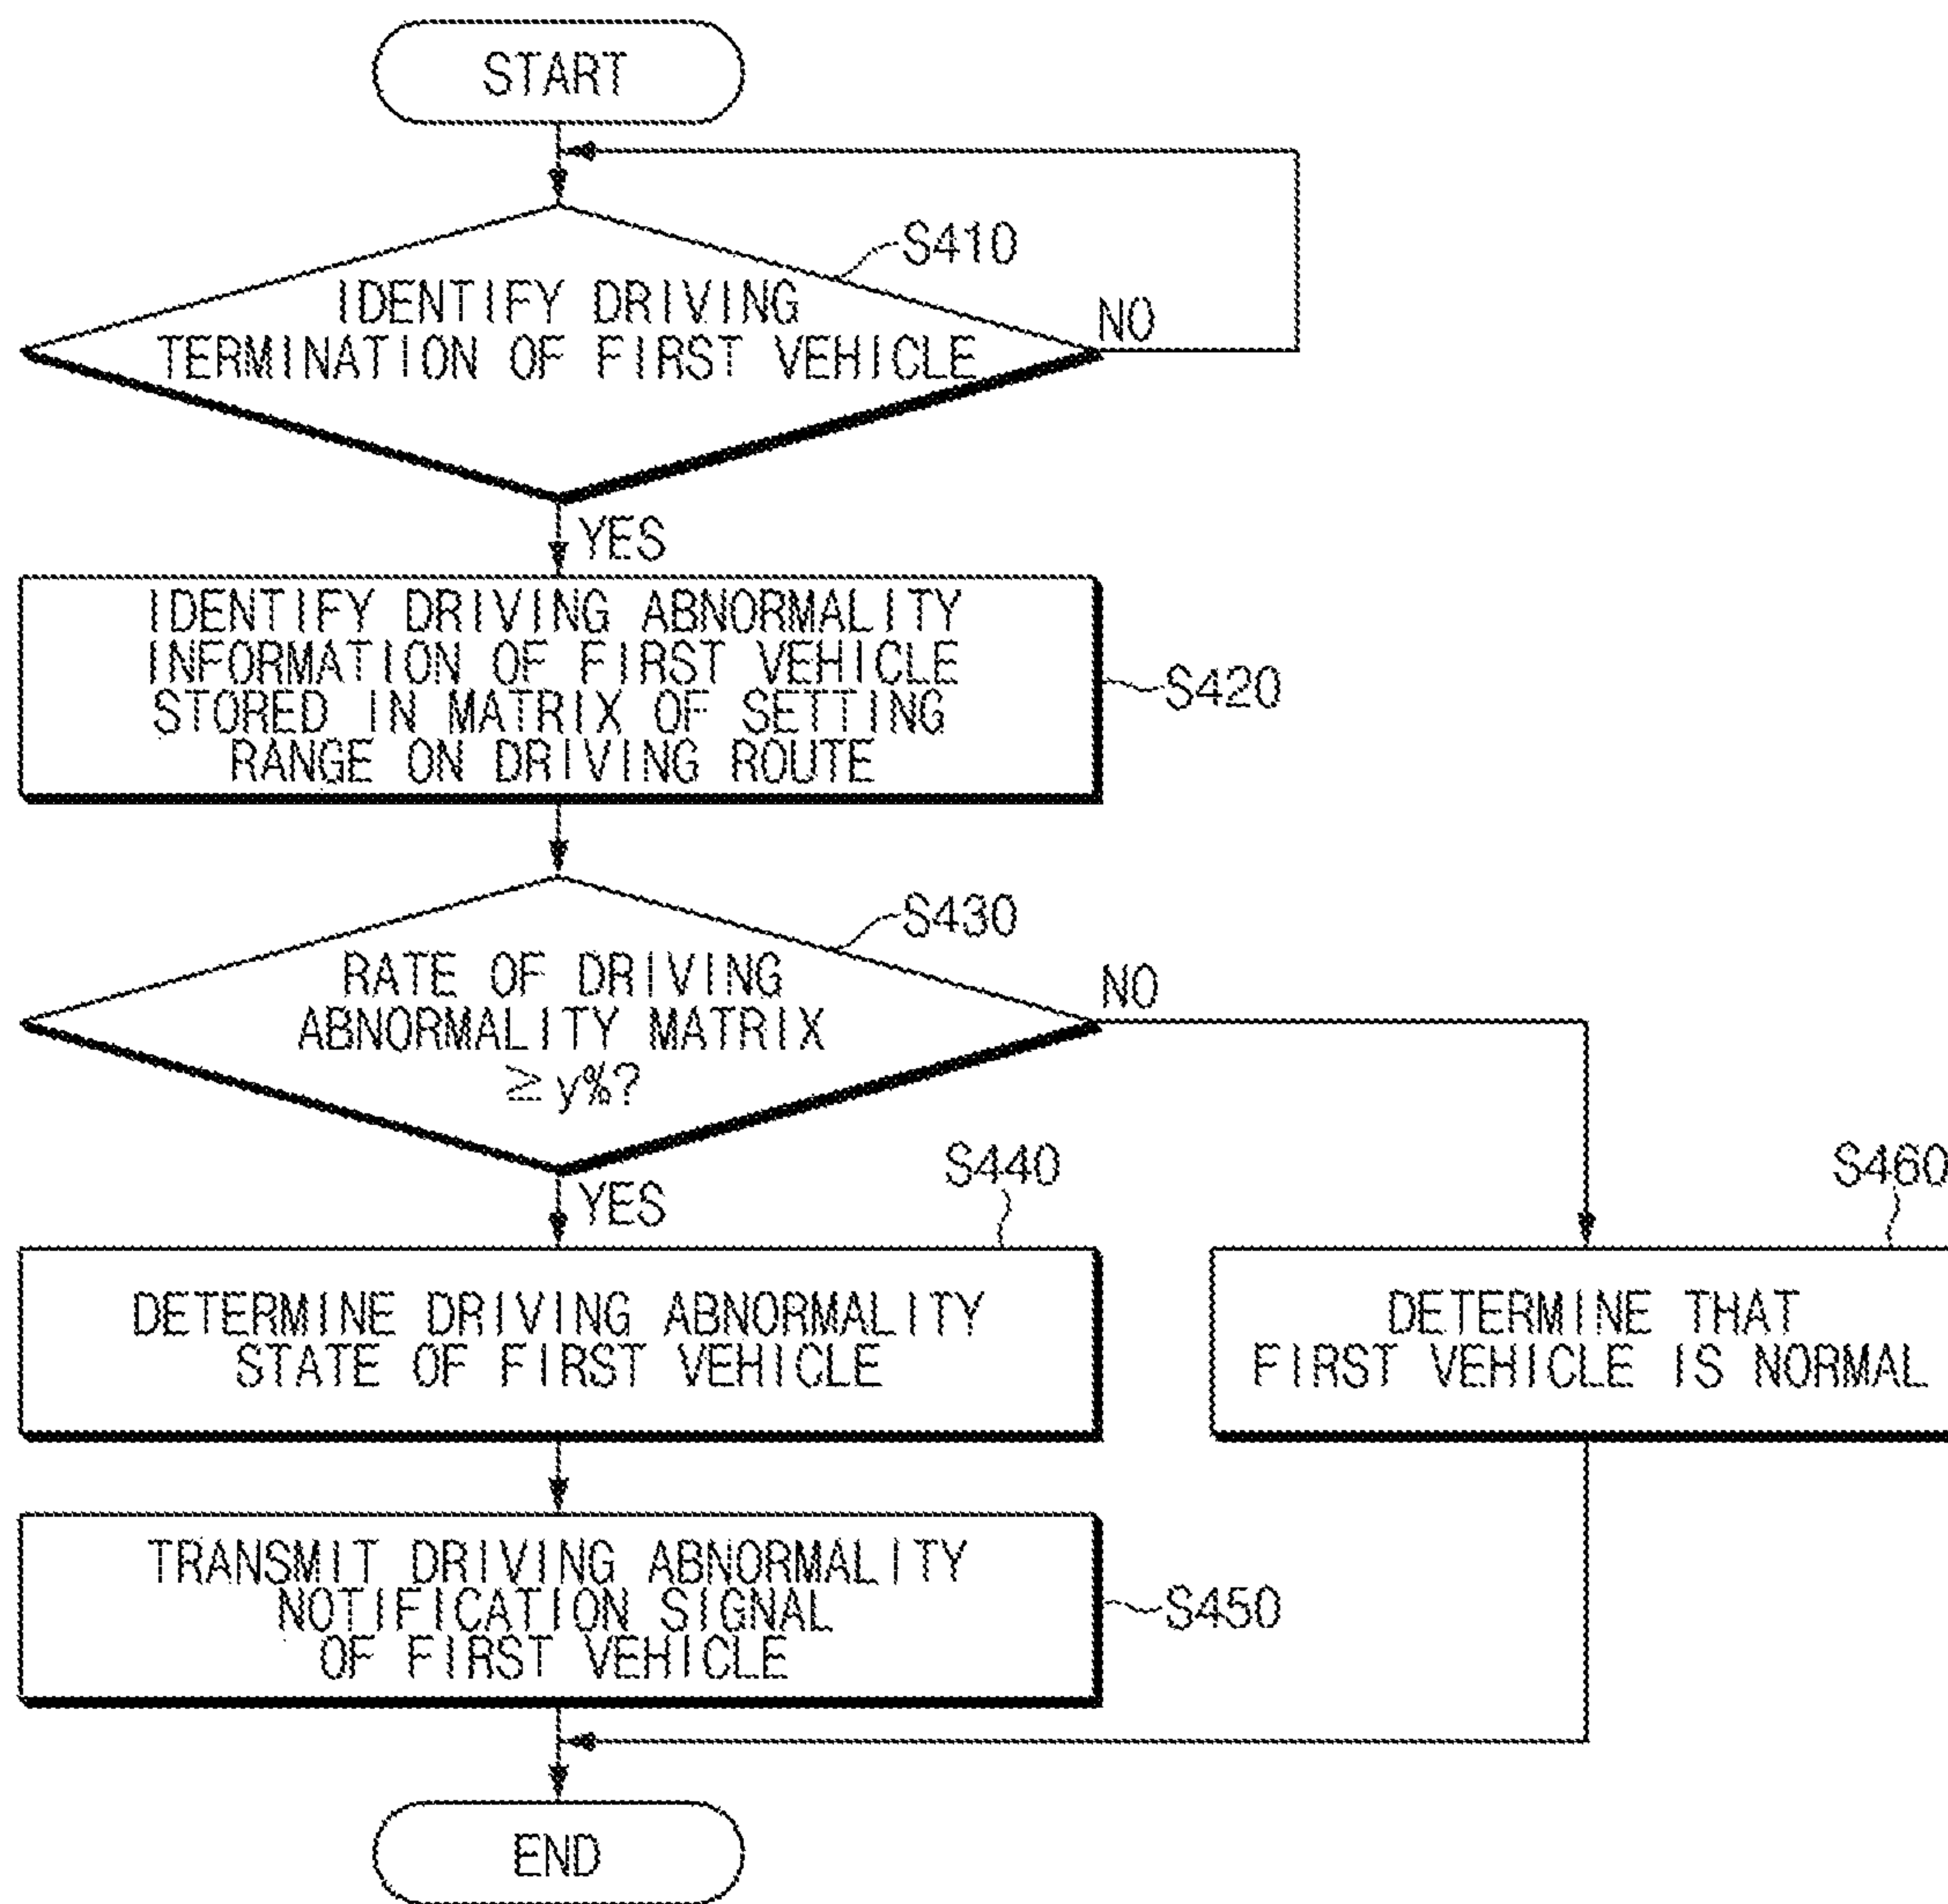 START
S410
IDENTIFY DRIVING
TERMINATION OF FIRST VEHICLE
NO
YES
IDENTIFY DRIVING ABNORMALITY
INFORMATION OF FIRST VEHICLE
STORED IN MATRIX OF SETTING
RANGE ON DRIVING ROUTE
S420
S430
RATE OF DRIVING
ABNORMALITY MATRIX
≥ y%?
NO
YES
S440
S460
DETERMINE DRIVING ABNORMALITY
STATE OF FIRST VEHICLE
DETERMINE THAT
FIRST VEHICLE IS NORMAL
TRANSMIT DRIVING ABNORMALITY
NOTIFICATION SIGNAL
OF FIRST VEHICLE
S450
END